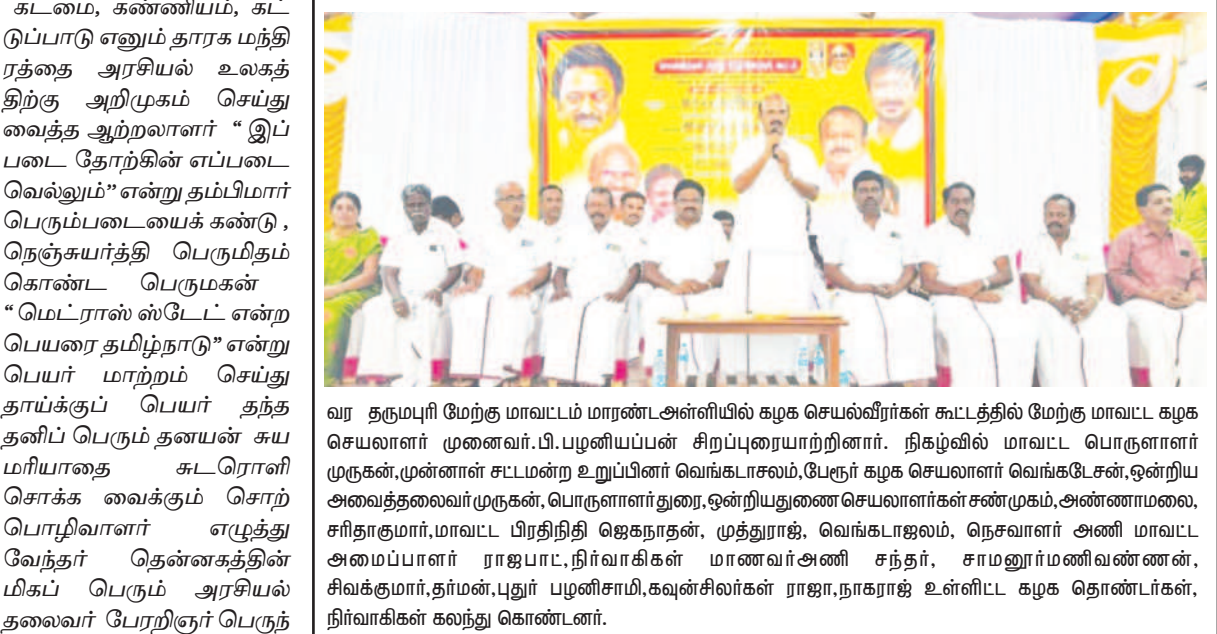 கடமை, கண்ணியம், கட்
டுப்பாடு எனும் தாரக மந்தி
ரத்தை அரசியல் உலகத்
திற்கு அறிமுகம் செய்து
வைத்த ஆற்றலாளர் “ இப்
படை தோற்கின் எப்படை
வெல்லும்” என்று தம்பிமார்
பெரும்படையைக் கண்டு ,
நெஞ்சுயர்த்தி பெருமிதம்
கொண்ட பெருமகன்
“ மெட்ராஸ் ஸ்டேட் என்ற
பெயரை தமிழ்நாடு” என்று
பெயர் மாற்றம் செய்து
தாய்க்குப் பெயர் தந்த
தனிப் பெரும் தனயன் சுய
மரியாதை சுடரொளி
சொக்க வைக்கும் சொற்
பொழிவாளர் எழுத்து
வேந்தர் தென்னகத்தின்
மிகப் பெரும் அரசியல்
தலைவர் பேரறிஞர் பெருந்
வர தருமபுரி மேற்கு மாவட்டம் மாரண்டஅள்ளியில் கழக செயல்வீரர்கள் கூட்டத்தில் மேற்கு மாவட்ட கழக
செயலாளர் முனைவர்.பி.பழனியப்பன் சிறப்புரையாற்றினார். நிகழ்வில் மாவட்ட பொருளாளர்
முருகன்,முன்னாள் சட்டமன்ற உறுப்பினர் வெங்கடாசலம்,பேரூர் கழக செயலாளர் வெங்கடேசன்,ஒன்றிய
அவைத்தலைவர்முருகன், பொருளாளர்துரை,ஒன்றியதுணை செயலாளர்கள் சண்முகம்,அண்ணாமலை,
சரிதாகுமார்,மாவட்ட பிரதிநிதி ஜெகநாதன், முத்துராஜ், வெங்கடாஜலம், நெசவாளர் அணி மாவட்ட
அமைப்பாளர் ராஜபாட்,நிர்வாகிகள் மாணவர்அணி சந்தர், சாமனூர்மணிவண்ணன்,
சிவக்குமார்,தர்மன்,புதுர் பழனிசாமி,கவுன்சிலர்கள் ராஜா,நாகராஜ் உள்ளிட்ட கழக தொண்டர்கள்,
நிர்வாகிகள் கலந்து கொண்டனர்.